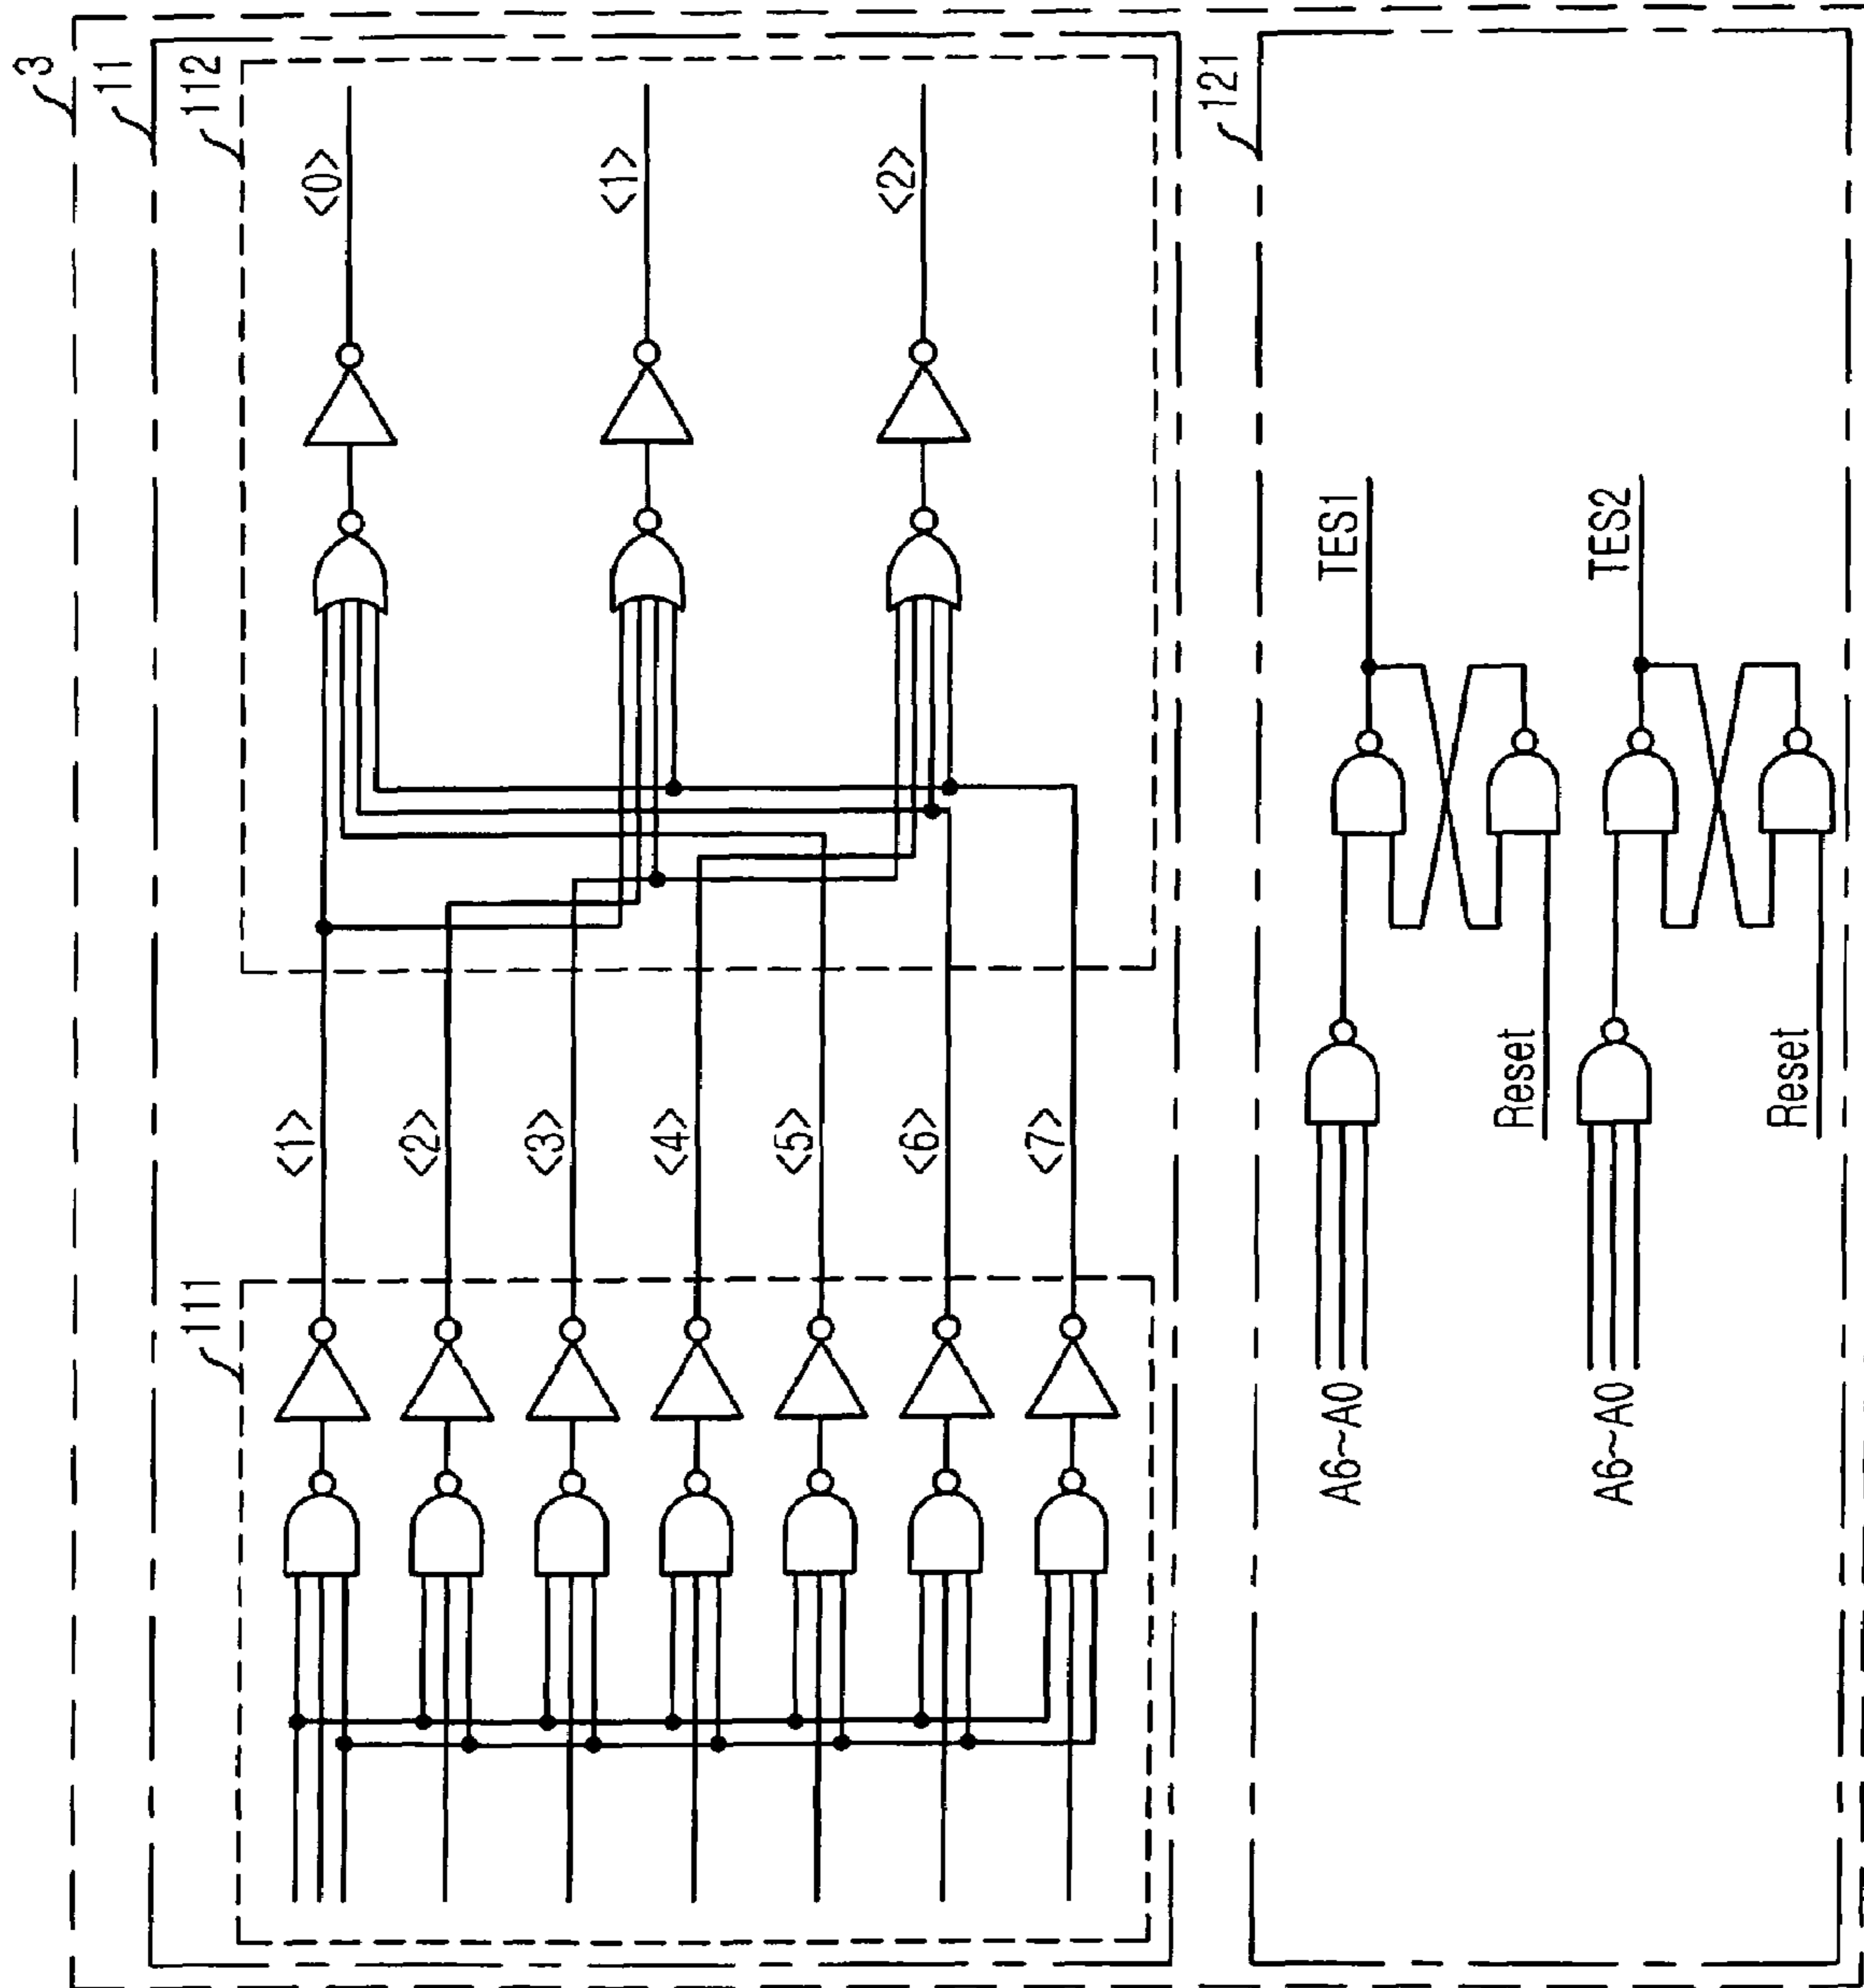 3
11
112
<0>
<1>
<2>
111
<1>
<2>
<3>
<4>
<5>
<6>
<7>
121
TES1
TES2
A6~A0
Reset
A6~A0
Reset